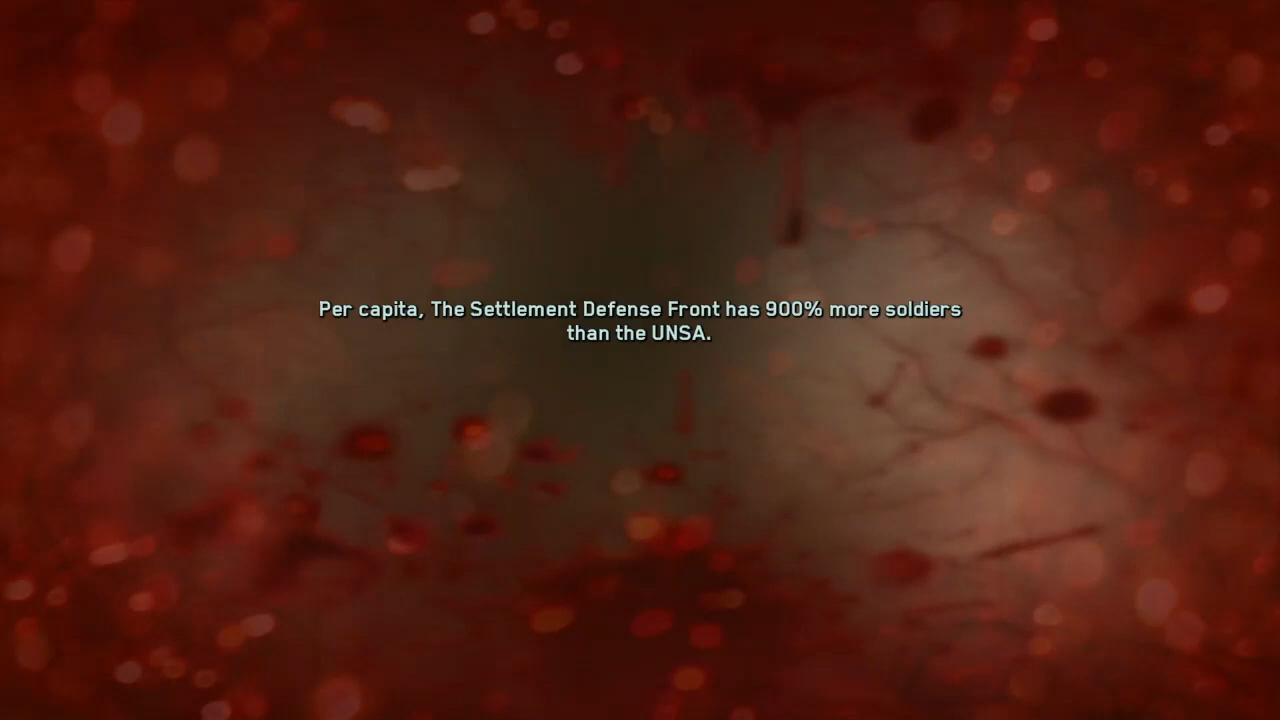 Per capita, The Settlement Defense Front has 900% more soldiers
than the UNSA.